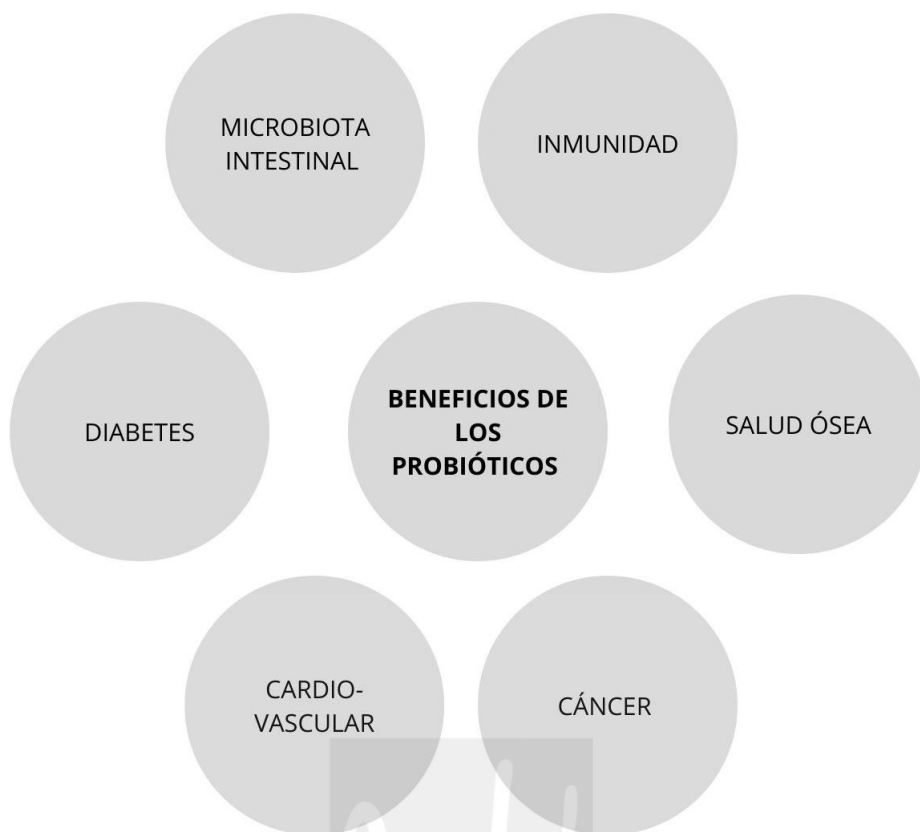 MICROBIOTA
INTESTINAL
INMUNIDAD
DIABETES
BENEFICIOS DE
LOS
PROBIÓTICOS
SALUD ÓSEA
CARDIO-
VASCULAR
CÁNCER